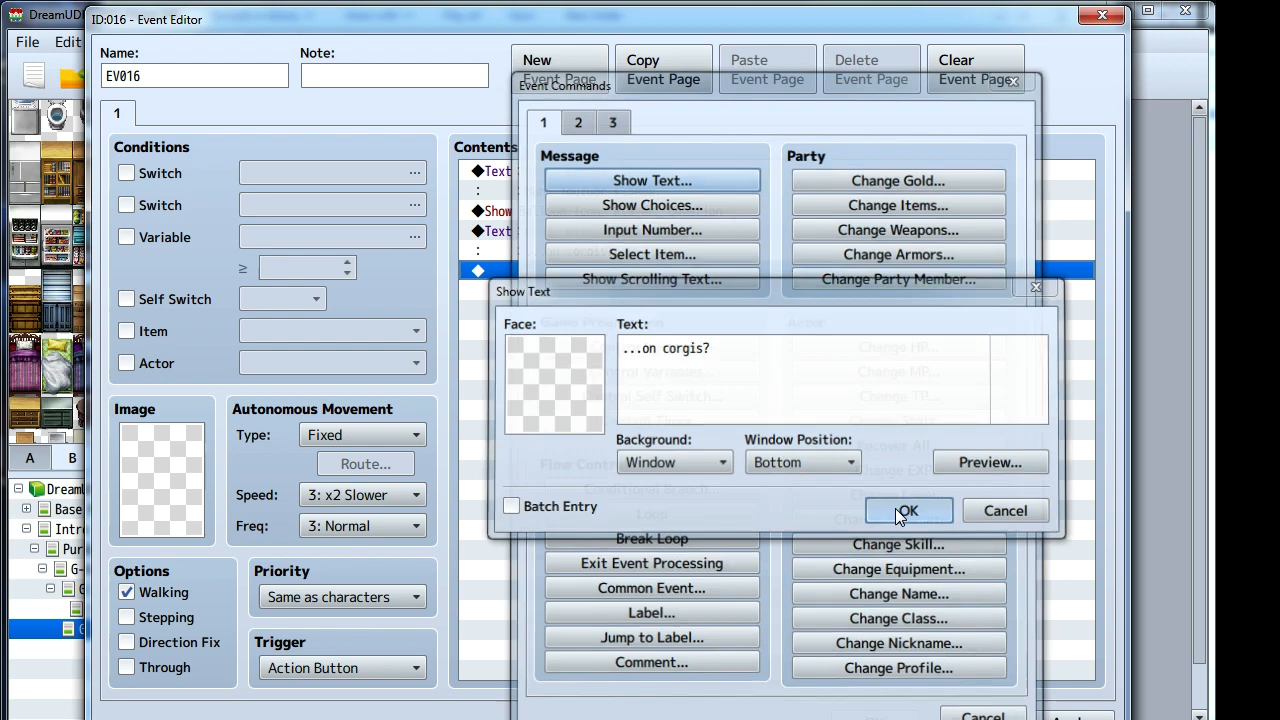 DreamUD
ID:016 - Event Editor
File Edit
Name:
Note:
EV016
New
Event Page
Copy
Event Page
Paste
Event Page
Delete
Event Page
Clear
Event Page
1
Conditions
Switch
...
Switch
...
Variable
...
≥
Self Switch
Item
Actor
Image
Autonomous Movement
Type:
Fixed
Route...
Speed:
3: x2 Slower
Freq:
3: Normal
Options
Walking
Stepping
Direction Fix
Through
Priority
Same as characters
Trigger
Action Button
Contents
◆Text
:
◆Show
◆Text
:
◆
Event Commands
1 2 3
Message
Show Text...
Show Choices...
Input Number...
Select Item...
Show Scrolling Text...
Party
Change Gold...
Change Items...
Change Weapons...
Change Armors...
Change Party Member...
Show Text
Face:
Text:
...on corgis?
Background:
Window
Window Position:
Bottom
Preview...
Batch Entry
OK
Cancel
Break Loop
Exit Event Processing
Common Event...
Label...
Jump to Label...
Comment...
Change Skill...
Change Equipment...
Change Name...
Change Class...
Change Nickname...
Change Profile...
Cancel
A
B
Dream
Base
Intr
Pur
G-